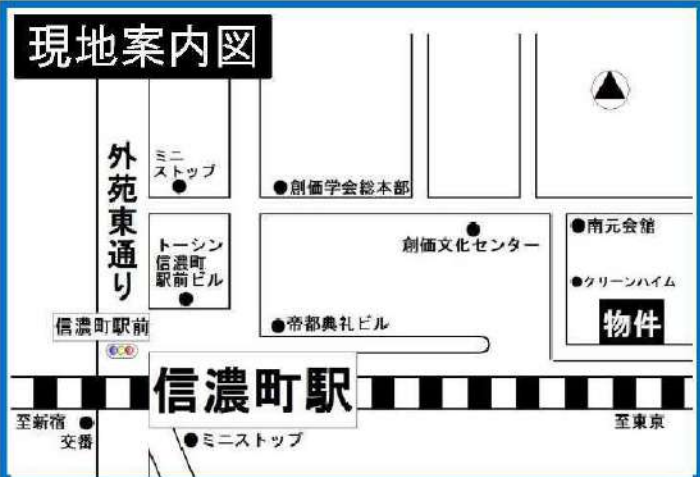 現地案内図
外苑東通り
ミニ
ストップ
●創価学会総本部
トーシン
信濃町
駅前ビル
創価文化センター
●南元会館
●クリーンハイム
物件
信濃町駅前
●帝都典礼ビル
信濃町駅
至新宿
交番
●ミニストップ
至東京